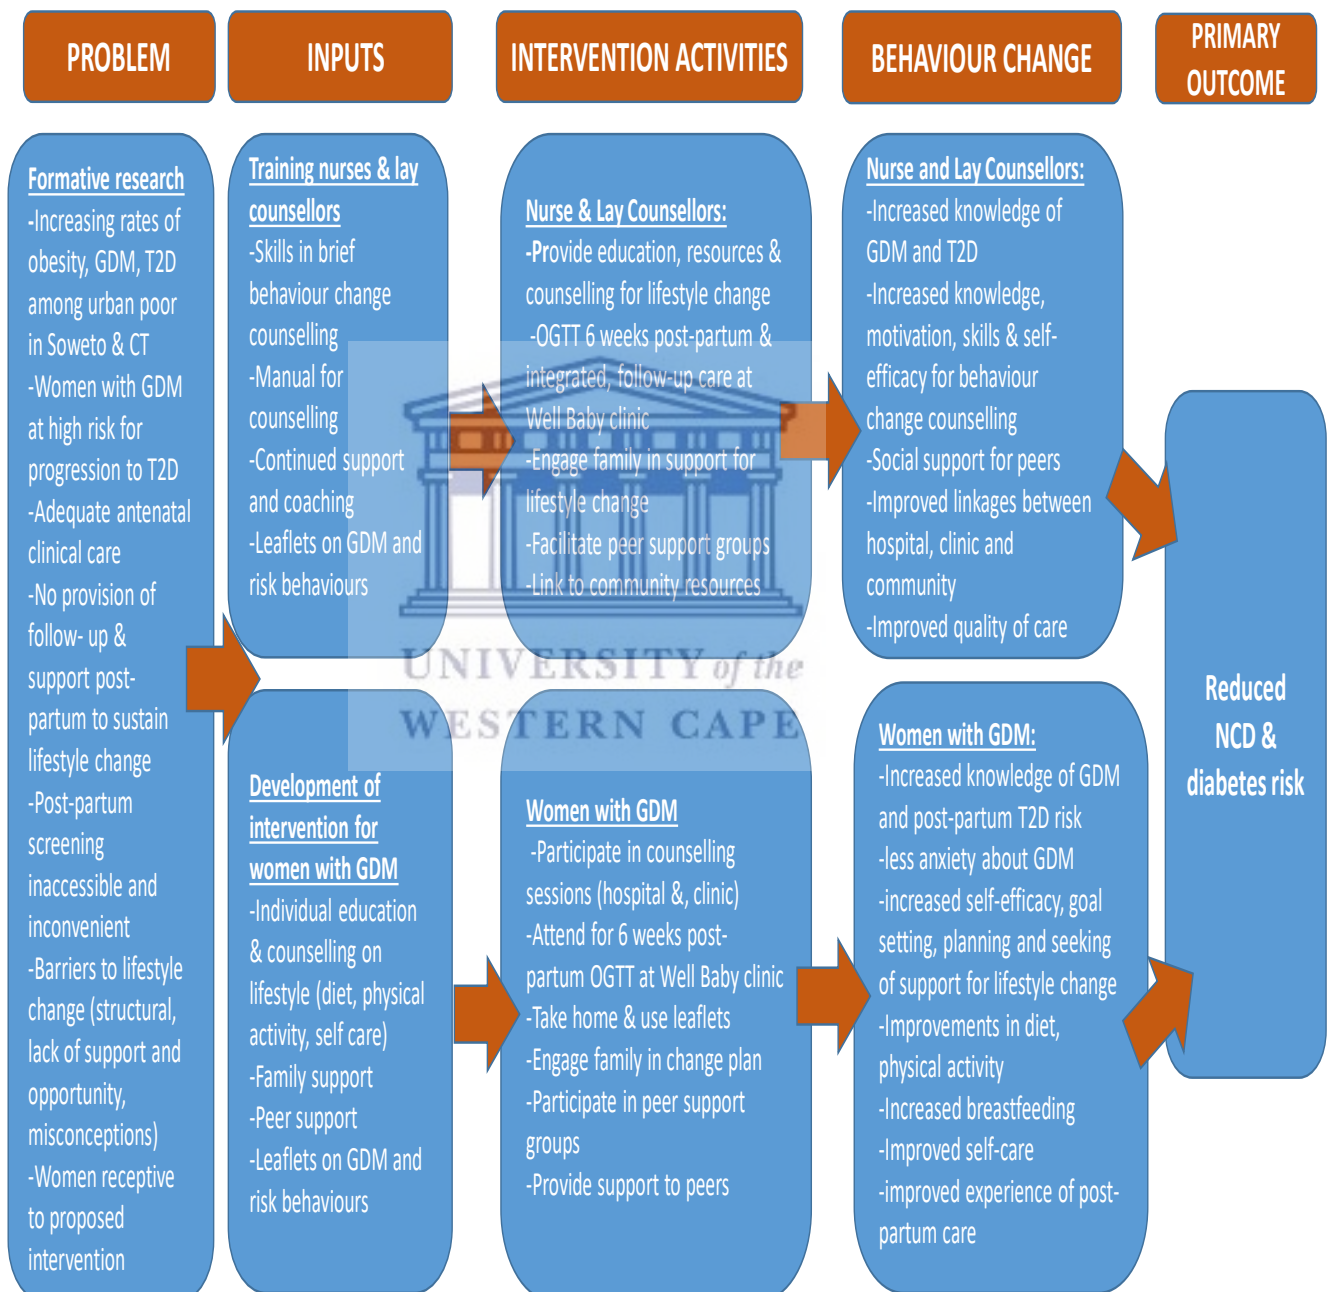 PROBLEM
INPUTS
INTERVENTION ACTIVITIES
BEHAVIOUR CHANGE
PRIMARY
OUTCOME
Formative research
-Increasing rates of
obesity, GDM, T2D
among urban poor
in Soweto & CT
-Women with GDM
at high risk for
progression to T2D
-Adequate antenatal
clinical care
-No provision of
follow- up &
support post-
partum to sustain
lifestyle change
-Post-partum
screening
inaccessible and
inconvenient
-Barriers to lifestyle
change (structural,
lack of support and
opportunity,
misconceptions)
-Women receptive
to proposed
intervention
Training nurses & lay
counsellors
-Skills in brief
behaviour change
counselling
-Manual for
counselling
-Continued support
and coaching
-Leaflets on GDM and
risk behaviours
Development of
intervention for
women with GDM
-Individual education
& counselling on
lifestyle (diet, physical
activity, self care)
-Family support
-Peer support
-Leaflets on GDM and
risk behaviours
Nurse & Lay Counsellors:
-Provide education, resources &
counselling for lifestyle change
-OGTT 6 weeks post-partum &
integrated, follow-up care at
Well Baby clinic
-Engage family in support for
lifestyle change
-Facilitate peer support groups
-Link to community resources
UNIVERSITY of the
WESTERN CAPE
Women with GDM
-Participate in counselling
sessions (hospital &, clinic)
-Attend for 6 weeks post-
partum OGTT at Well Baby clinic
-Take home & use leaflets
-Engage family in change plan
-Participate in peer support
groups
-Provide support to peers
Nurse and Lay Counsellors:
-Increased knowledge of
GDM and T2D
-Increased knowledge,
motivation, skills & self-
efficacy for behaviour
change counselling
-Social support for peers
-Improved linkages between
hospital, clinic and
community
-Improved quality of care
Women with GDM:
-Increased knowledge of GDM
and post-partum T2D risk
-less anxiety about GDM
-increased self-efficacy, goal
setting, planning and seeking
of support for lifestyle change
-Improvements in diet,
physical activity
-Increased breastfeeding
-Improved self-care
-improved experience of post-
partum care
Reduced
NCD &
diabetes risk